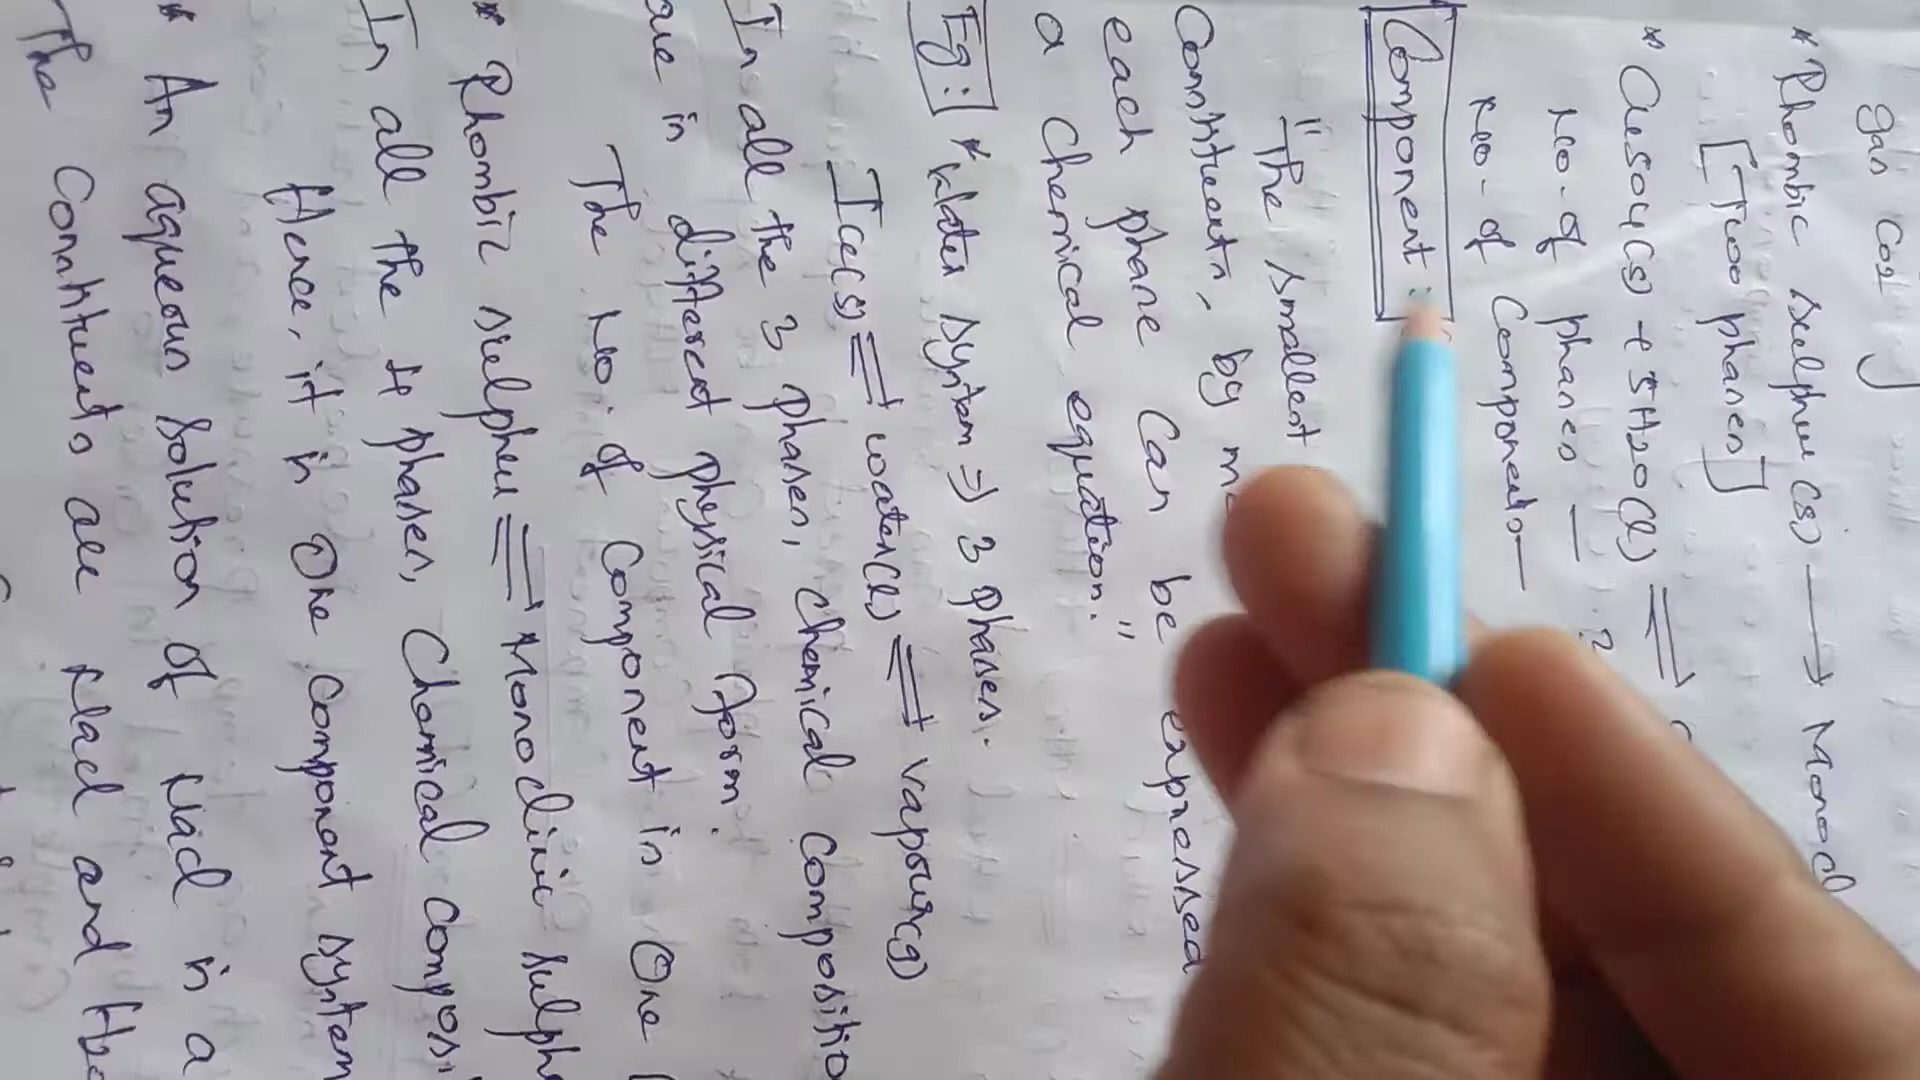 gas CO2]
* Rhombic sulphur (s) ⟶ Monocl
[Two phases]
* CuSO4(s) + 5H2O(l) ⇌
No. of phases —
No. of Components —
Component :
"The smallest
Constituents, by
each phase can be expressed
a chemical equation."
Eg: * Water system ⇒ 3 phases.
Ice(s) ⇌ water(l) ⇌ vapour(g)
In all the 3 phases, chemical compositio
are in different physical form.
The No. of Component is One
* Rhombic sulphur ⇌ Monoclinic sulph
In all the 4 phases, Chemical compos
Hence, it is One component system
* An aqueous solution of Nacl is a
The Constituents are Nacl and H2o